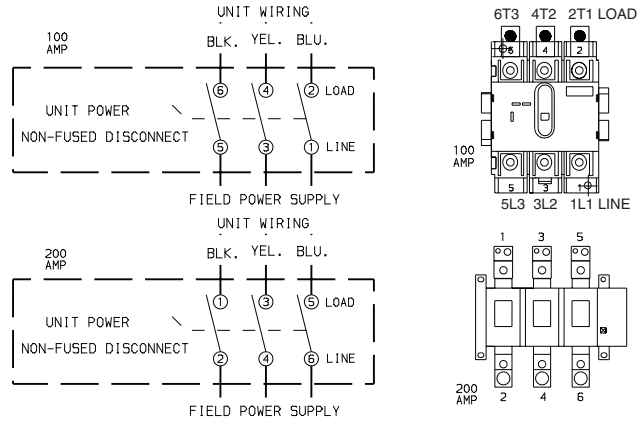 UNIT WIRING
100
AMP
BLK. YEL. BLU.
6 4 2 LOAD
UNIT POWER
NON-FUSED DISCONNECT
5 3 1 LINE
FIELD POWER SUPPLY
6T3 4T2 2T1 LOAD
6 4 2
100
AMP
5 3 1
5L3 3L2 1L1 LINE
UNIT WIRING
200
AMP
BLK. YEL. BLU.
1 3 5 LOAD
UNIT POWER
NON-FUSED DISCONNECT
2 4 6 LINE
FIELD POWER SUPPLY
1 3 5
200
AMP
2 4 6